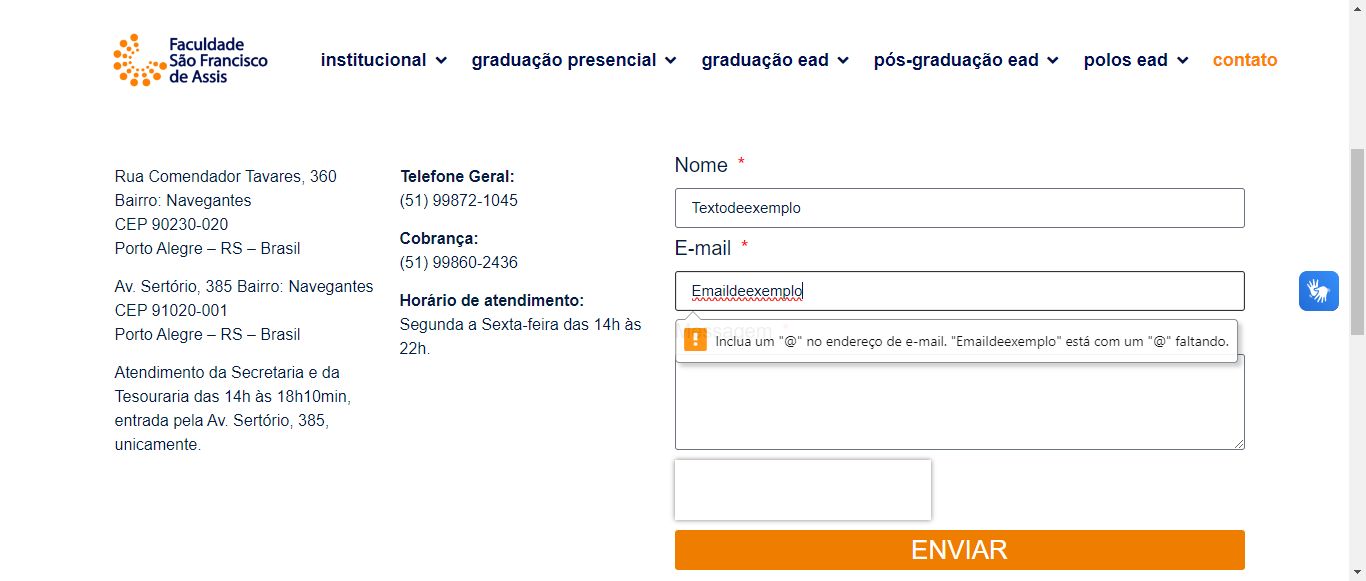 Faculdade
São Francisco
de Assis
institucional
graduação presencial
graduação ead
pós-graduação ead
polos ead
contato
Rua Comendador Tavares, 360
Bairro: Navegantes
CEP 90230-020
Porto Alegre – RS – Brasil
Av. Sertório, 385 Bairro: Navegantes
CEP 91020-001
Porto Alegre – RS – Brasil
Atendimento da Secretaria e da
Tesouraria das 14h às 18h10min,
entrada pela Av. Sertório, 385,
unicamente.
Telefone Geral:
(51) 99872-1045
Cobrança:
(51) 99860-2436
Horário de atendimento:
Segunda a Sexta-feira das 14h às
22h.
Nome *
Textodeexemplo
E-mail *
Emaildeexemplo
Mensagem *
Inclua um "@" no endereço de e-mail. "Emaildeexemplo" está com um "@" faltando.
ENVIAR